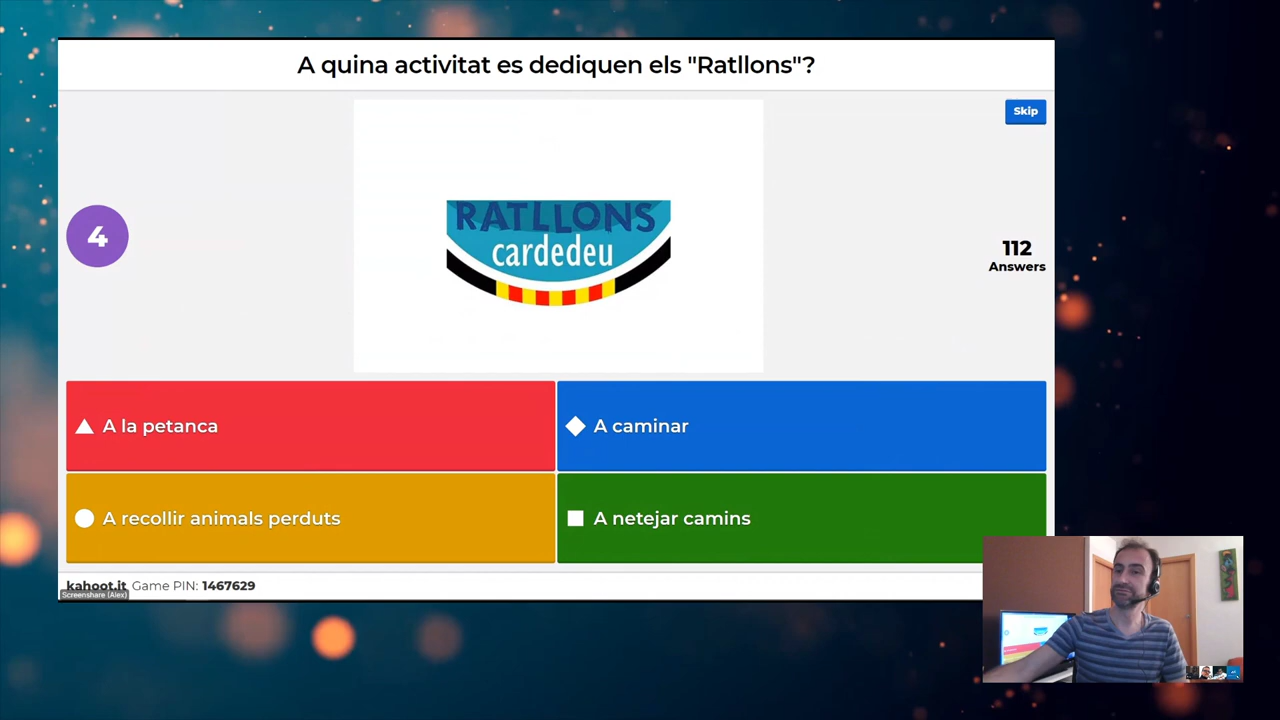 A quina activitat es dediquen els "Ratllons"?
Skip
RATLLONS
cardedeu
4
112
Answers
A la petanca
A caminar
A recollir animals perduts
A netejar camins
kahoot.it Game PIN: 1467629
Screenshare (Alex)